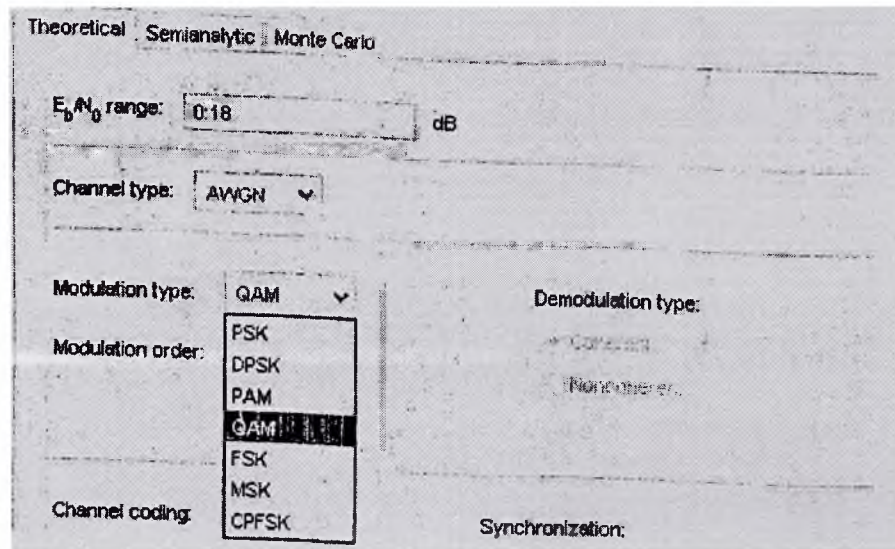 Theoretical Semianalytic Monte Carlo
Eb/N0 range: 0:18 dB
Channel type: AWGN
Modulation type: QAM
Demodulation type:
Modulation order:
PSK
DPSK
PAM
QAM
FSK
MSK
CPFSK
Coherent
Channel coding:
Synchronization: